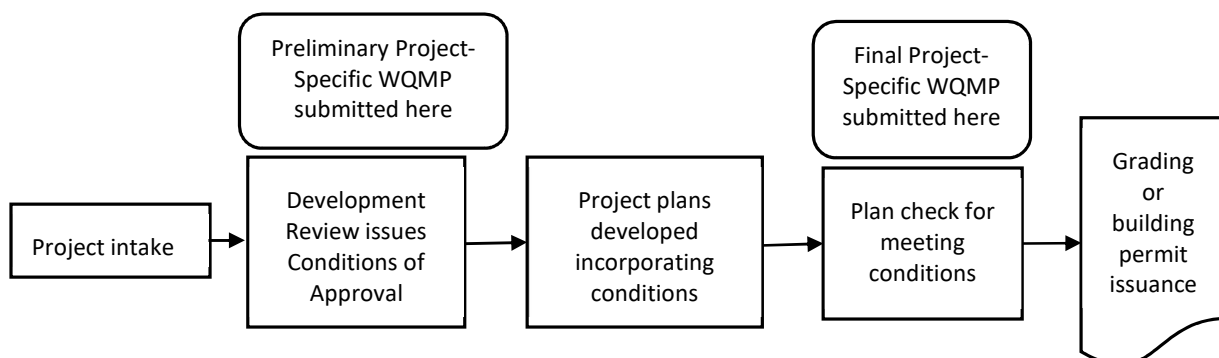 Preliminary Project-
Specific WQMP
submitted here
Final Project-
Specific WQMP
submitted here
Project intake
Development
Review issues
Conditions of
Approval
Project plans
developed
incorporating
conditions
Plan check for
meeting
conditions
Grading
or
building
permit
issuance